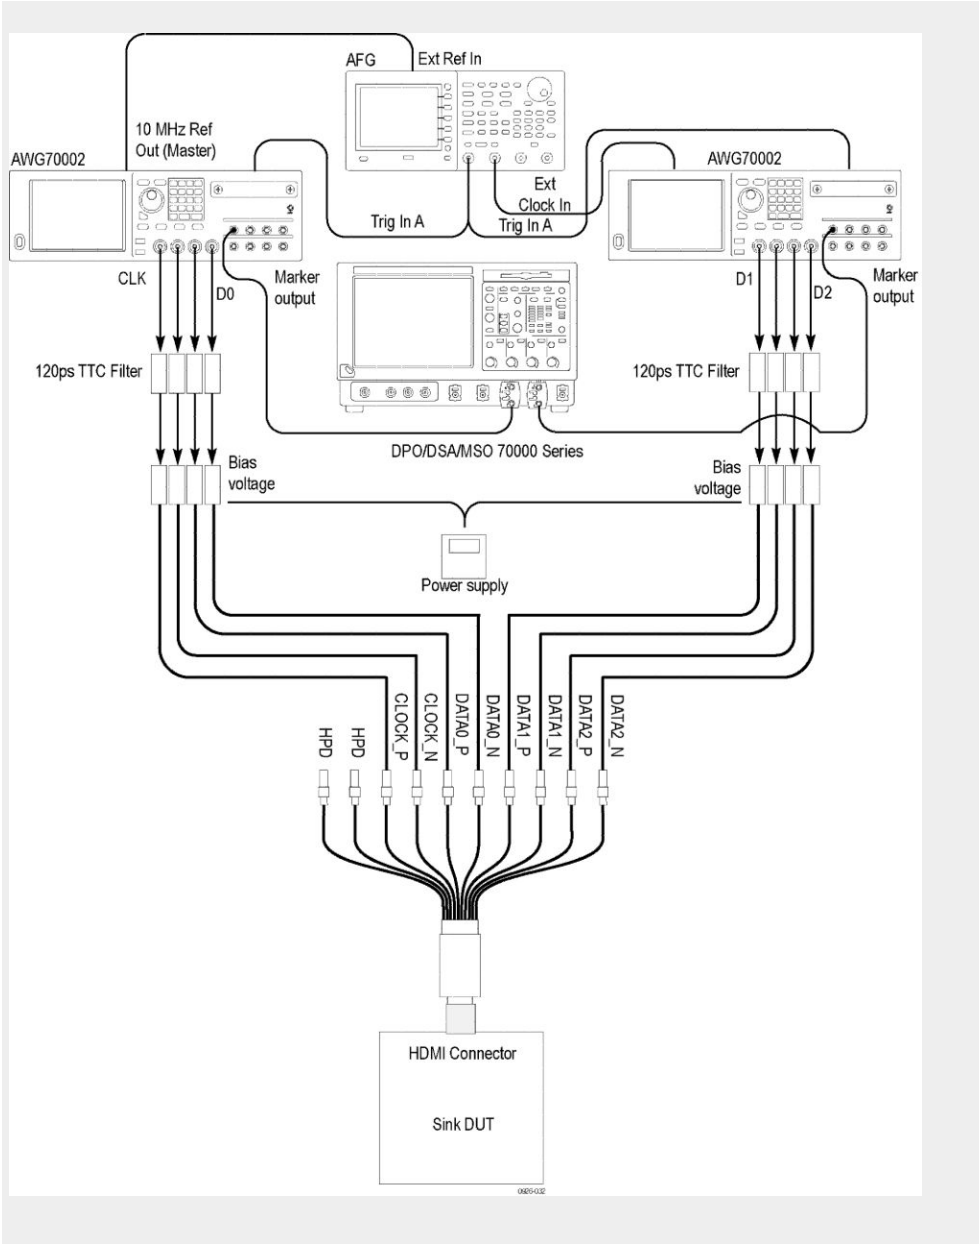 AFG
Ext Ref In
10 MHz Ref
Out (Master)
AWG70002
AWG70002
Ext
Clock In
Trig In A
Trig In A
CLK
D0
Marker
output
D1
D2
Marker
output
120ps TTC Filter
120ps TTC Filter
DPO/DSA/MSO 70000 Series
Bias
voltage
Bias
voltage
Power supply
HPD
HPD
CLOCK_P
CLOCK_N
DATA0_P
DATA0_N
DATA1_P
DATA1_N
DATA2_P
DATA2_N
HDMI Connector
Sink DUT
0926-032